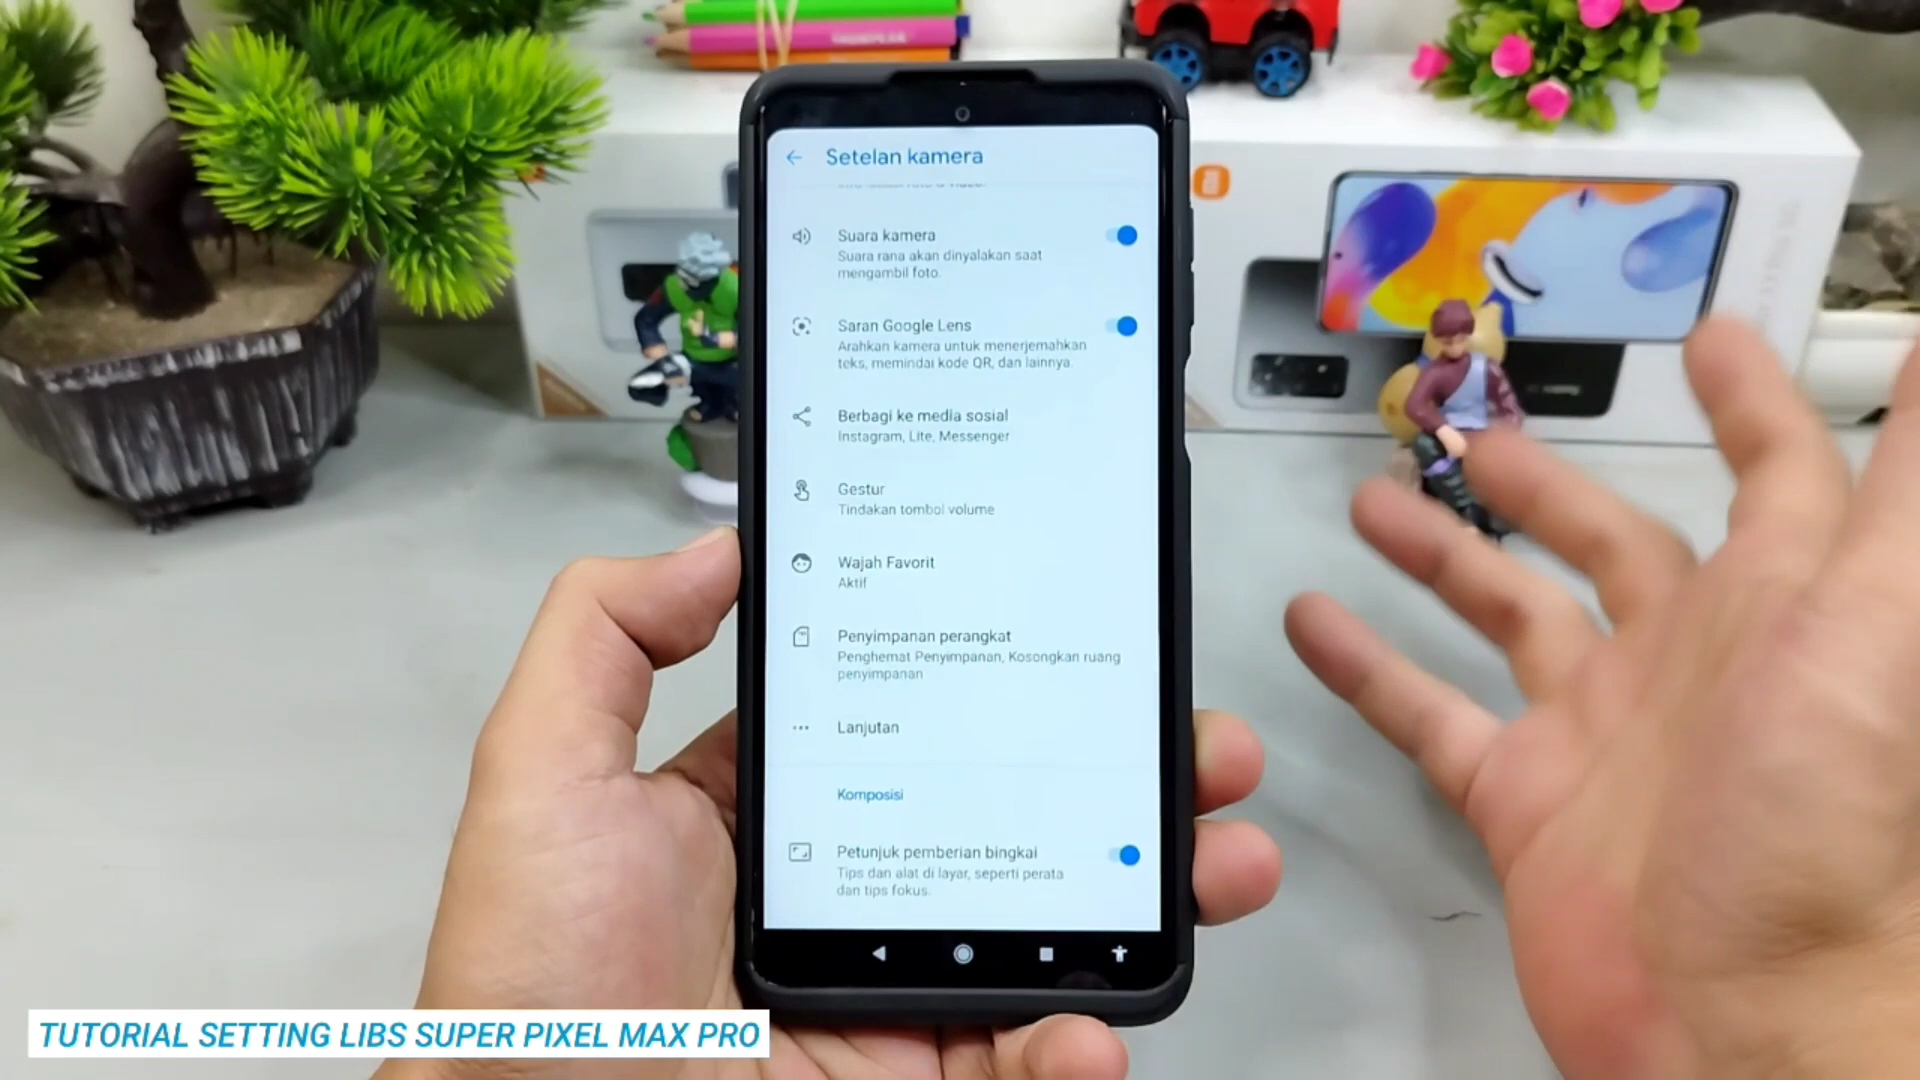 Setelan kamera
Suara kamera
Suara rana akan dinyalakan saat
mengambil foto.
Saran Google Lens
Arahkan kamera untuk menerjemahkan
teks, memindai kode QR, dan lainnya.
Berbagi ke media sosial
Instagram, Lite, Messenger
Gestur
Tindakan tombol volume
Wajah Favorit
Aktif
Penyimpanan perangkat
Penghemat Penyimpanan, Kosongkan ruang
penyimpanan
Lanjutan
Komposisi
Petunjuk pemberian bingkai
Tips dan alat di layar, seperti perata
dan tips fokus.
TUTORIAL SETTING LIBS SUPER PIXEL MAX PRO